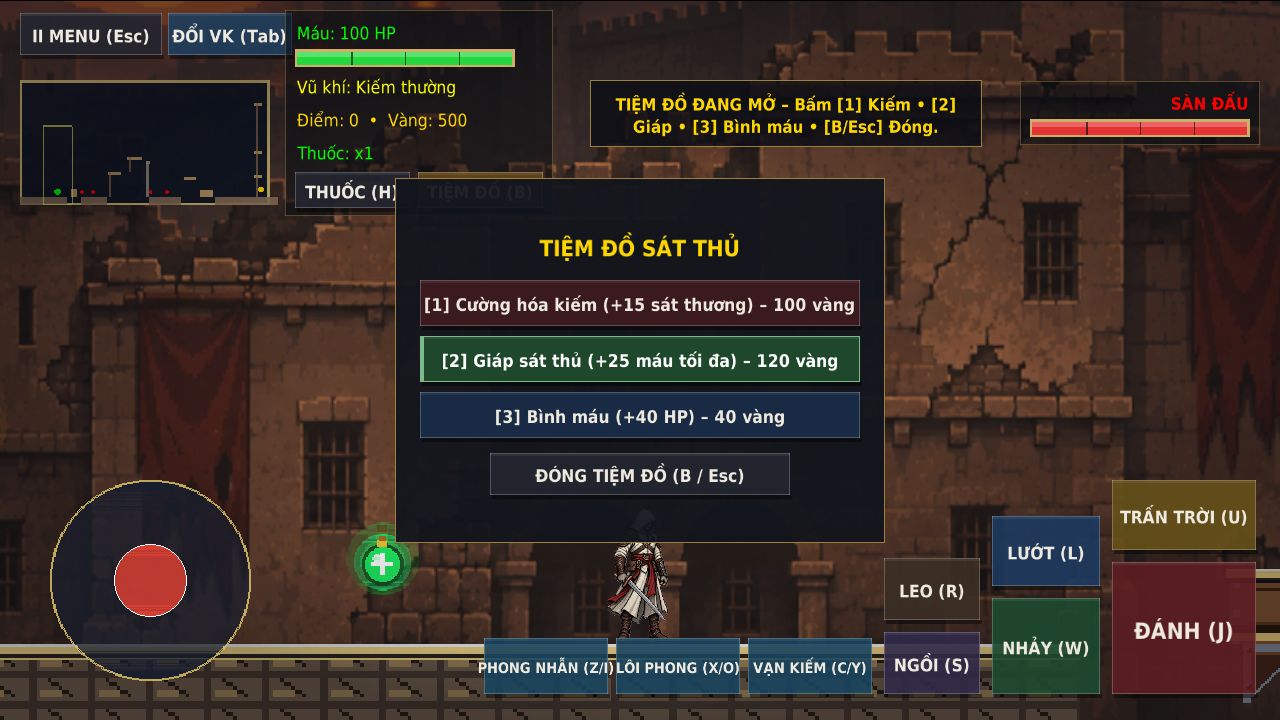 II MENU (Esc)
ĐỔI VK (Tab)
Máu: 100 HP
Vũ khí: Kiếm thường
Điểm: 0 • Vàng: 500
Thuốc: x1
THUỐC (H)
TIỆM ĐỒ (B)
TIỆM ĐỒ ĐANG MỞ – Bấm [1] Kiếm • [2]
Giáp • [3] Bình máu • [B/Esc] Đóng.
SÀN ĐẤU
TIỆM ĐỒ SÁT THỦ
[1] Cường hóa kiếm (+15 sát thương) – 100 vàng
[2] Giáp sát thủ (+25 máu tối đa) – 120 vàng
[3] Bình máu (+40 HP) – 40 vàng
ĐÓNG TIỆM ĐỒ (B / Esc)
TRẤN TRỜI (U)
LƯỚT (L)
LEO (R)
ĐÁNH (J)
NHẢY (W)
NGỒI (S)
PHONG NHẪN (Z/I)
LÔI PHONG (X/O)
VẠN KIẾM (C/Y)